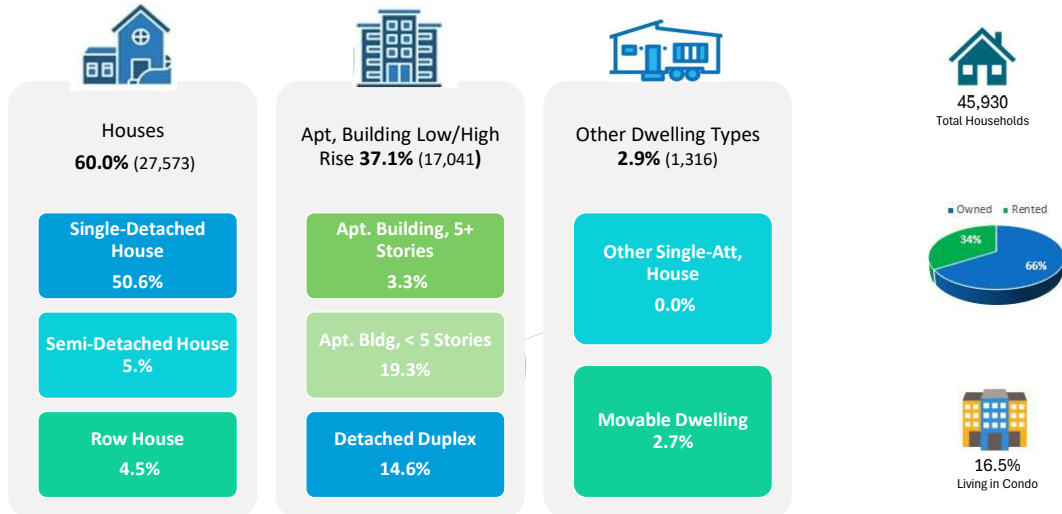 Houses
60.0% (27,573)
Single-Detached
House
50.6%
Semi-Detached House
5.%
Row House
4.5%
Apt, Building Low/High
Rise 37.1% (17,041)
Apt. Building, 5+
Stories
3.3%
Apt. Bldg, < 5 Stories
19.3%
Detached Duplex
14.6%
Other Dwelling Types
2.9% (1,316)
Other Single-Att,
House
0.0%
Movable Dwelling
2.7%
45,930
Total Households
Owned Rented
34%
66%
16.5%
Living in Condo